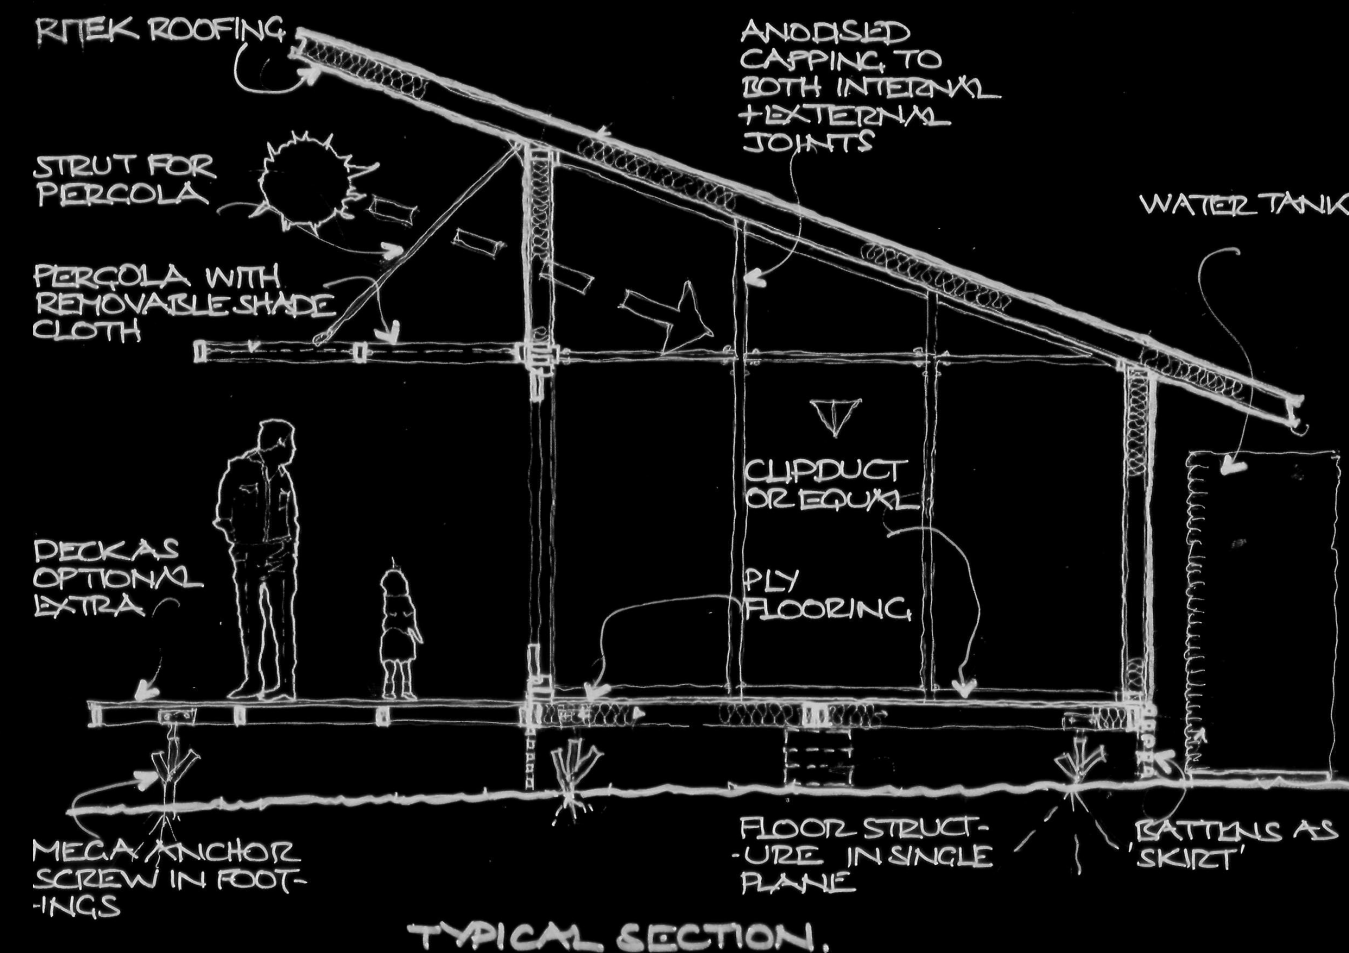 RITEK ROOFING
ANODISED
CAPPING TO
BOTH INTERNAL
+ EXTERNAL
JOINTS
STRUT FOR
PERGOLA
WATER TANK
PERGOLA WITH
REMOVABLE SHADE
CLOTH
CLIPDUCT
OR EQUAL
DECK AS
OPTIONAL
EXTRA
PLY
FLOORING
MEGA ANCHOR
SCREW IN FOOT-
-INGS
FLOOR STRUCT-
-URE IN SINGLE
PLANE
BATTENS AS
'SKIRT'
TYPICAL SECTION.